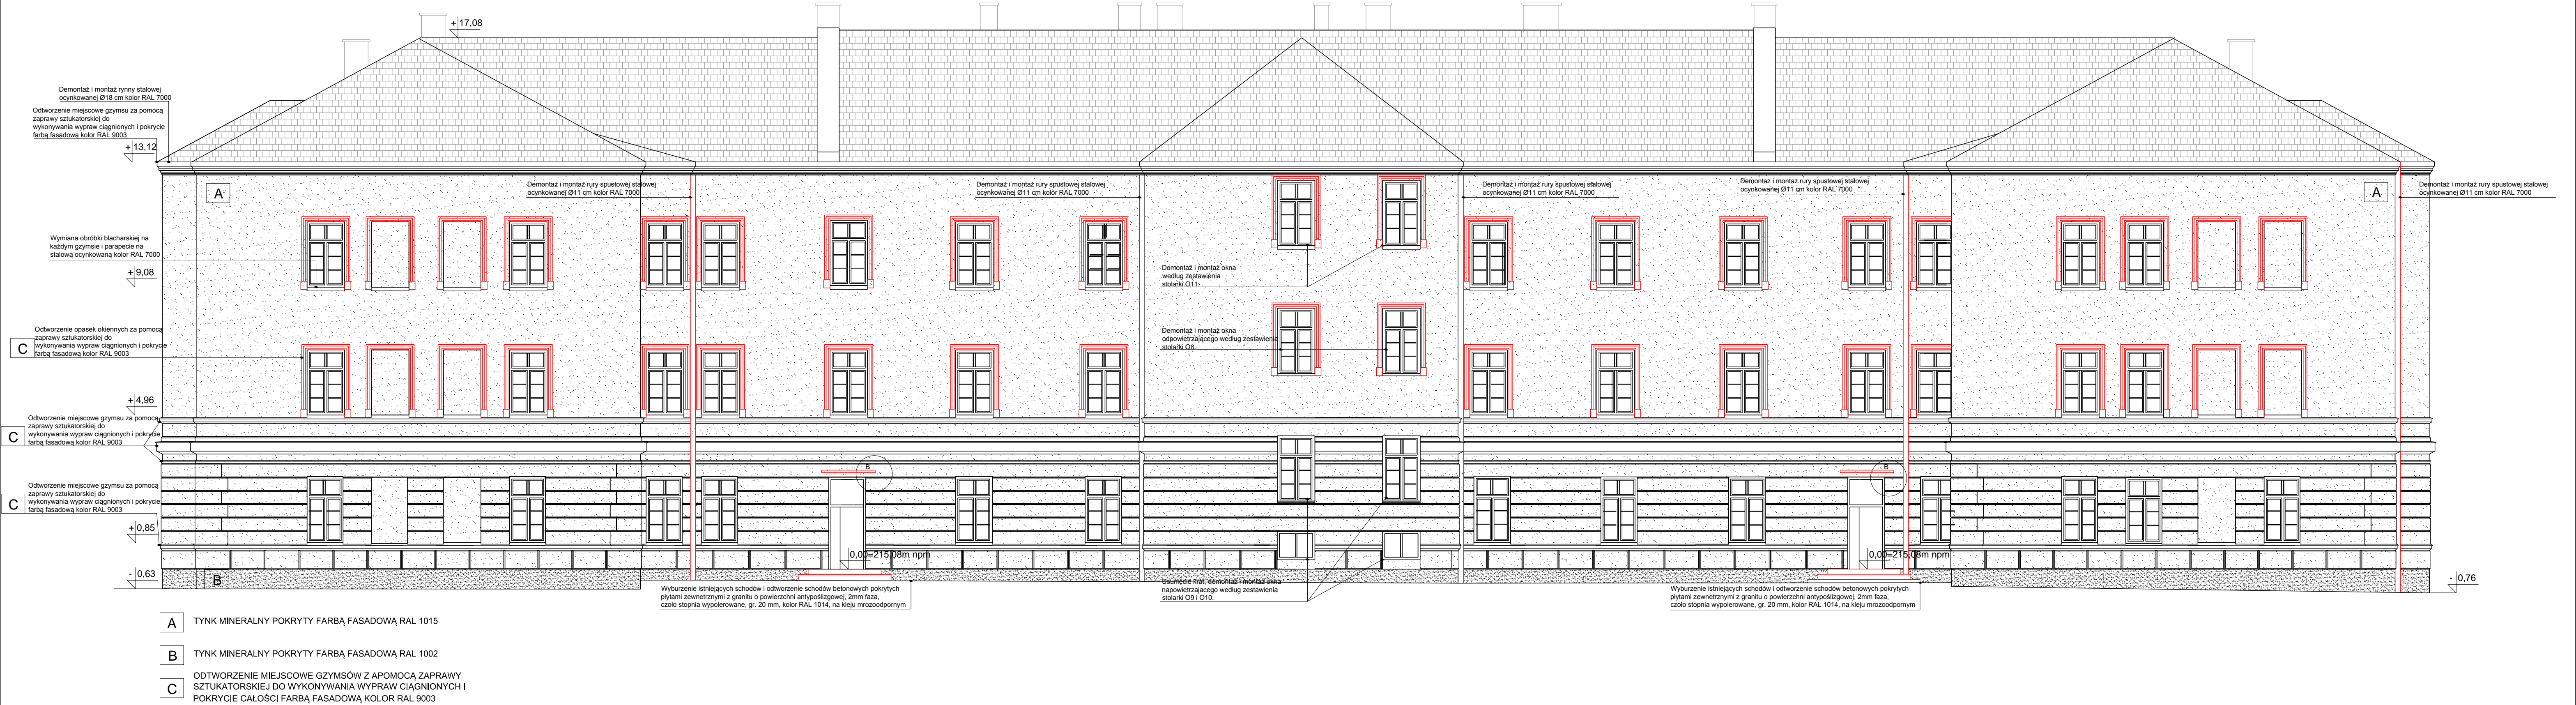 + 17,08
Demontaż i montaż rynny stalowej
ocynkowanej Ø18 cm kolor RAL 7000
Odtworzenie miejscowe gzymsu za pomocą
zaprawy sztukatorskiej do
wykonywania wypraw ciągnionych i pokrycie
farbą fasadową kolor RAL 9003
+ 13,12
A
Demontaż i montaż rury spustowej stalowej
ocynkowanej Ø11 cm kolor RAL 7000
Demontaż i montaż rury spustowej stalowej
ocynkowanej Ø11 cm kolor RAL 7000
Demontaż i montaż rury spustowej stalowej
ocynkowanej Ø11 cm kolor RAL 7000
Demontaż i montaż rury spustowej stalowej
ocynkowanej Ø11 cm kolor RAL 7000
A
Demontaż i montaż rury spustowej stalowej
ocynkowanej Ø11 cm kolor RAL 7000
Wymiana obróbki blacharskiej na
każdym gzymsie i parapecie na
stalową ocynkowaną kolor RAL 7000
+ 9,08
Demontaż i montaż okna
według zestawienia
stolarki O11.
C
Odtworzenie opasek okiennych za pomocą
zaprawy sztukatorskiej do
wykonywania wypraw ciągnionych i pokrycie
farbą fasadową kolor RAL 9003
Demontaż i montaż okna
odpowietrzającego według zestawienia
stolarki O8.
+ 4,96
C
Odtworzenie miejscowe gzymsu za pomocą
zaprawy sztukatorskiej do
wykonywania wypraw ciągnionych i pokrycie
farbą fasadową kolor RAL 9003
B
B
C
Odtworzenie miejscowe gzymsu za pomocą
zaprawy sztukatorskiej do
wykonywania wypraw ciągnionych i pokrycie
farbą fasadową kolor RAL 9003
+ 0,85
0,00=215,08m npm
0,00=215,08m npm
- 0,63
B
Usunięcie krat, demontaż i montaż okna
napowietrzajacego według zestawienia
stolarki O9 i O10.
- 0,76
Wyburzenie istniejących schodów i odtworzenie schodów betonowych pokrytych
płytami zewnetrznymi z granitu o powierzchni antypoślizgowej, 2mm faza,
czoło stopnia wypolerowane, gr. 20 mm, kolor RAL 1014, na kleju mrozoodpornym
Wyburzenie istniejących schodów i odtworzenie schodów betonowych pokrytych
płytami zewnetrznymi z granitu o powierzchni antypoślizgowej, 2mm faza,
czoło stopnia wypolerowane, gr. 20 mm, kolor RAL 1014, na kleju mrozoodpornym
A TYNK MINERALNY POKRYTY FARBĄ FASADOWĄ RAL 1015
B TYNK MINERALNY POKRYTY FARBĄ FASADOWĄ RAL 1002
C ODTWORZENIE MIEJSCOWE GZYMSÓW Z APOMOCĄ ZAPRAWY
SZTUKATORSKIEJ DO WYKONYWANIA WYPRAW CIĄGNIONYCH I
POKRYCIE CAŁOŚCI FARBĄ FASADOWĄ KOLOR RAL 9003